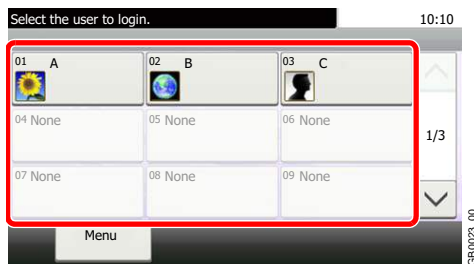 Select the user to login.
10:10
01 A
02 B
03 C
04 None
05 None
06 None
1/3
07 None
08 None
09 None
Menu
GB0023_00